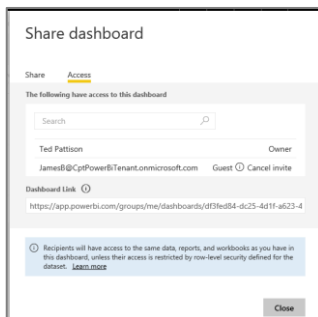 Share dashboard
Share Access
The following have access to this dashboard
Search
Ted Pattison Owner
JamesB@CptPowerBiTenant.onmicrosoft.com Guest Cancel invite
Dashboard Link
https://app.powerbi.com/groups/me/dashboards/df3fed84-dc25-4d1f-a623-4
Recipients will have access to the same data, reports, and workbooks as you have in
this dashboard, unless their access is restricted by row-level security defined for the
dataset. Learn more
Close